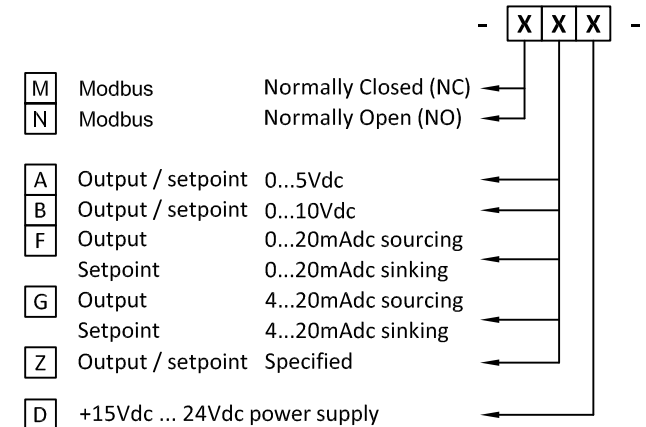 - X X X -
M Modbus Normally Closed (NC)
N Modbus Normally Open (NO)
A Output / setpoint 0...5Vdc
B Output / setpoint 0...10Vdc
F Output 0...20mAdc sourcing
Setpoint 0...20mAdc sinking
G Output 4...20mAdc sourcing
Setpoint 4...20mAdc sinking
Z Output / setpoint Specified
D +15Vdc ... 24Vdc power supply